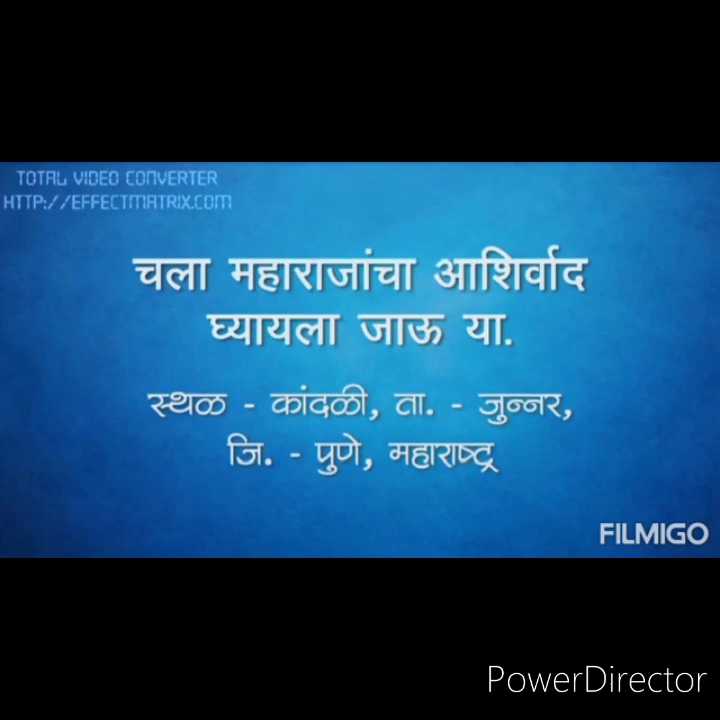 TOTAL VIDEO CONVERTER
HTTP://EFFECTMATRIX.COM
चला महाराजांचा आशिर्वाद
घ्यायला जाऊ या.
स्थळ - कांदळी, ता. - जुन्नर,
जि. - पुणे, महाराष्ट्र
FILMIGO
PowerDirector